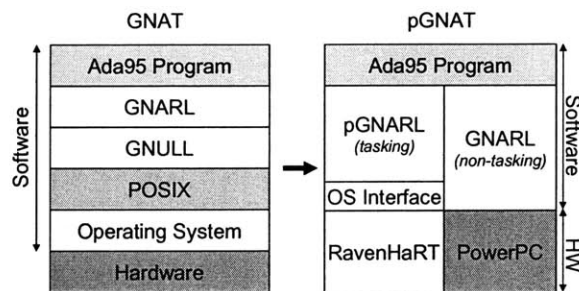 GNAT
Software
Ada95 Program
GNARL
GNULL
POSIX
Operating System
Hardware
pGNAT
Ada95 Program
pGNARL
(tasking)
OS Interface
GNARL
(non-tasking)
RavenHaRT
PowerPC
Software
HW